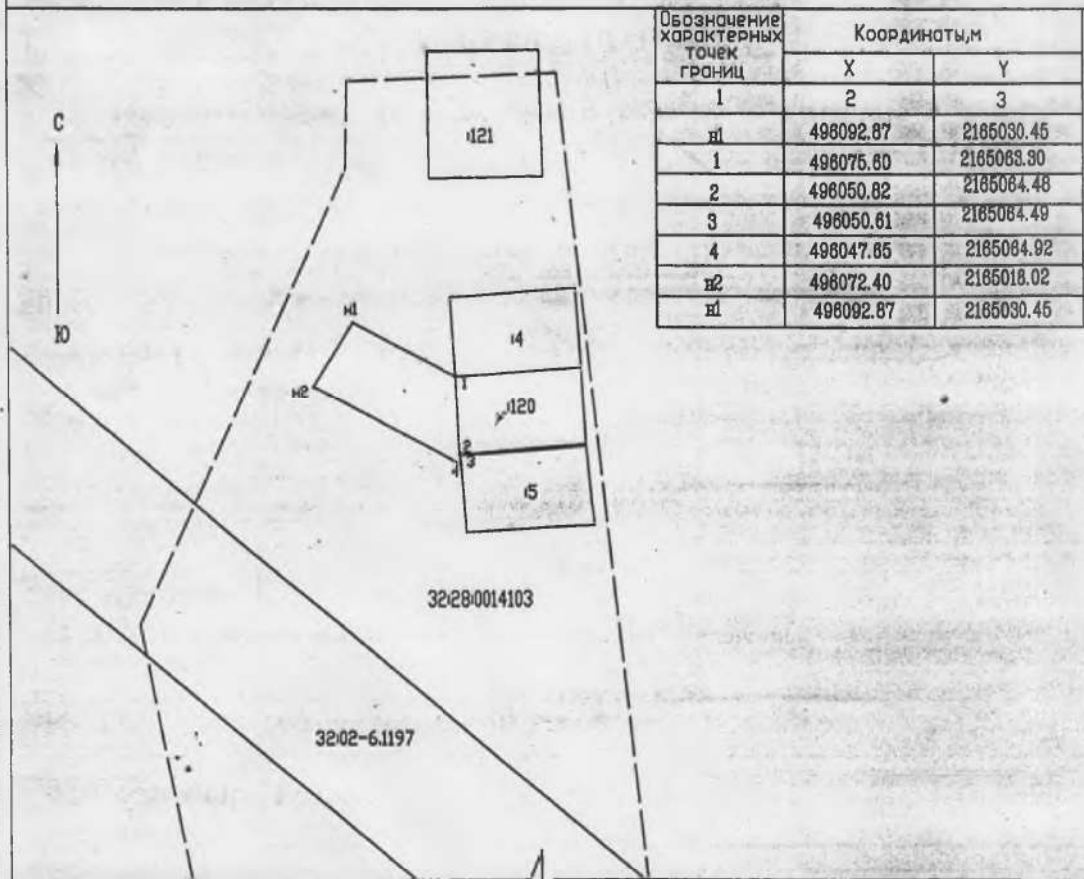 Обозначение характерных точек границ Координаты,м
X Y
1 2 3
н1 496092.87 2165030.45
1 496075.60 2165063.30
2 496050.82 2165064.48
3 496050.61 2165064.49
4 496047.85 2165064.92
н2 496072.40 2165018.02
н1 496092.87 2165030.45
С
Ю
:121
н1
:4
1
н2
:120
2
3
4
:5
32:28:0014103
32:02-6.1197